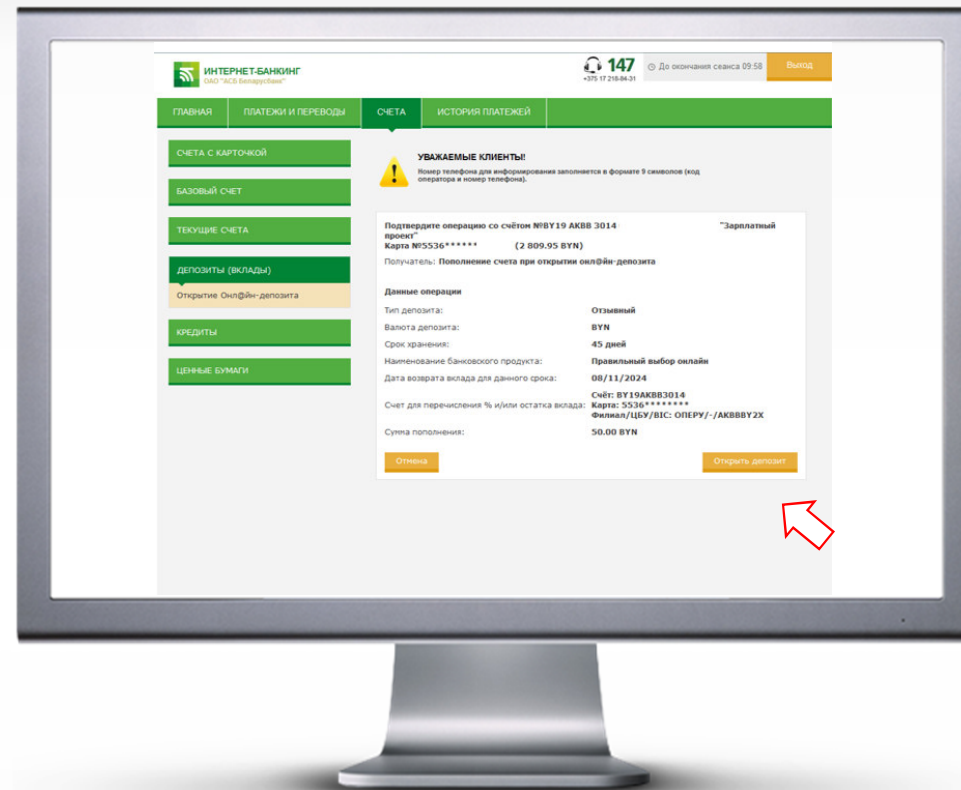 ИНТЕРНЕТ-БАНКИНГ
ОАО "АСБ Беларусбанк"
147
+375 17 218-84-31
До окончания сеанса 09:58
Выход
ГЛАВНАЯ
ПЛАТЕЖИ И ПЕРЕВОДЫ
СЧЕТА
ИСТОРИЯ ПЛАТЕЖЕЙ
СЧЕТА С КАРТОЧКОЙ
БАЗОВЫЙ СЧЕТ
ТЕКУЩИЕ СЧЕТА
ДЕПОЗИТЫ (ВКЛАДЫ)
Открытие Онл@йн-депозита
КРЕДИТЫ
ЦЕННЫЕ БУМАГИ
УВАЖАЕМЫЕ КЛИЕНТЫ!
Номер телефона для информирования заполняется в формате 9 символов (код
оператора и номер телефона).
Подтвердите операцию со счётом №BY19 AKBB 3014 "Зарплатный
проект"
Карта №5536****** (2 809.95 BYN)
Получатель: Пополнение счета при открытии онл@йн-депозита
Данные операции
Тип депозита: Отзывный
Валюта депозита: BYN
Срок хранения: 45 дней
Наименование банковского продукта: Правильный выбор онлайн
Дата возврата вклада для данного срока: 08/11/2024
Счет для перечисления % и/или остатка вклада: Счёт: BY19AKBB3014
Карта: 5536********
Филиал/ЦБУ/BIC: ОПЕРУ/-/AKBBBY2X
Сумма пополнения: 50.00 BYN
Отмена
Открыть депозит